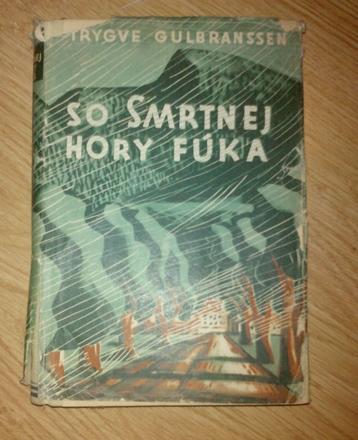 TRYGVE GULBRANSSEN
SO SMRTNEJ
HORY FÚKA